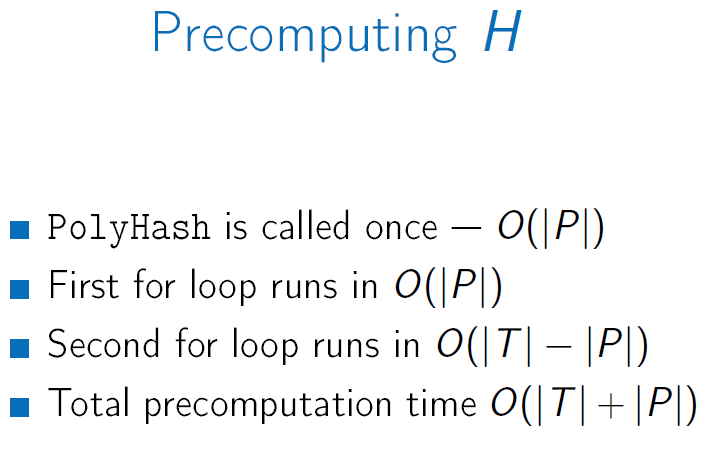 Precomputing H
PolyHash is called once — O(|P|)
First for loop runs in O(|P|)
Second for loop runs in O(|T| − |P|)
Total precomputation time O(|T| + |P|)